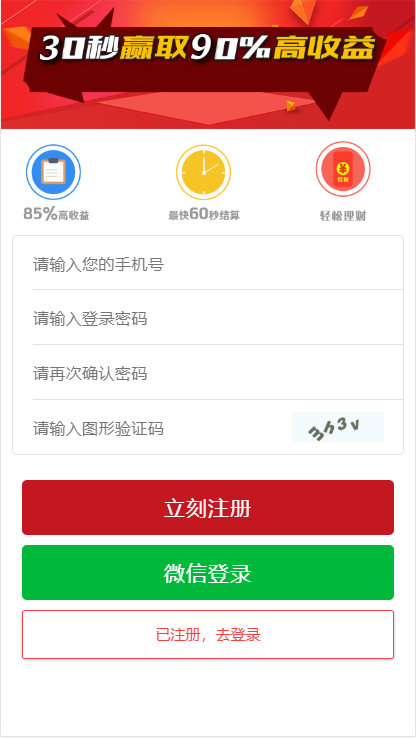 30秒赢取90%高收益
¥
红包
85%高收益
最快60秒结算
轻松理财
请输入您的手机号
请输入登录密码
请再次确认密码
请输入图形验证码
3h3v
立刻注册
微信登录
已注册，去登录